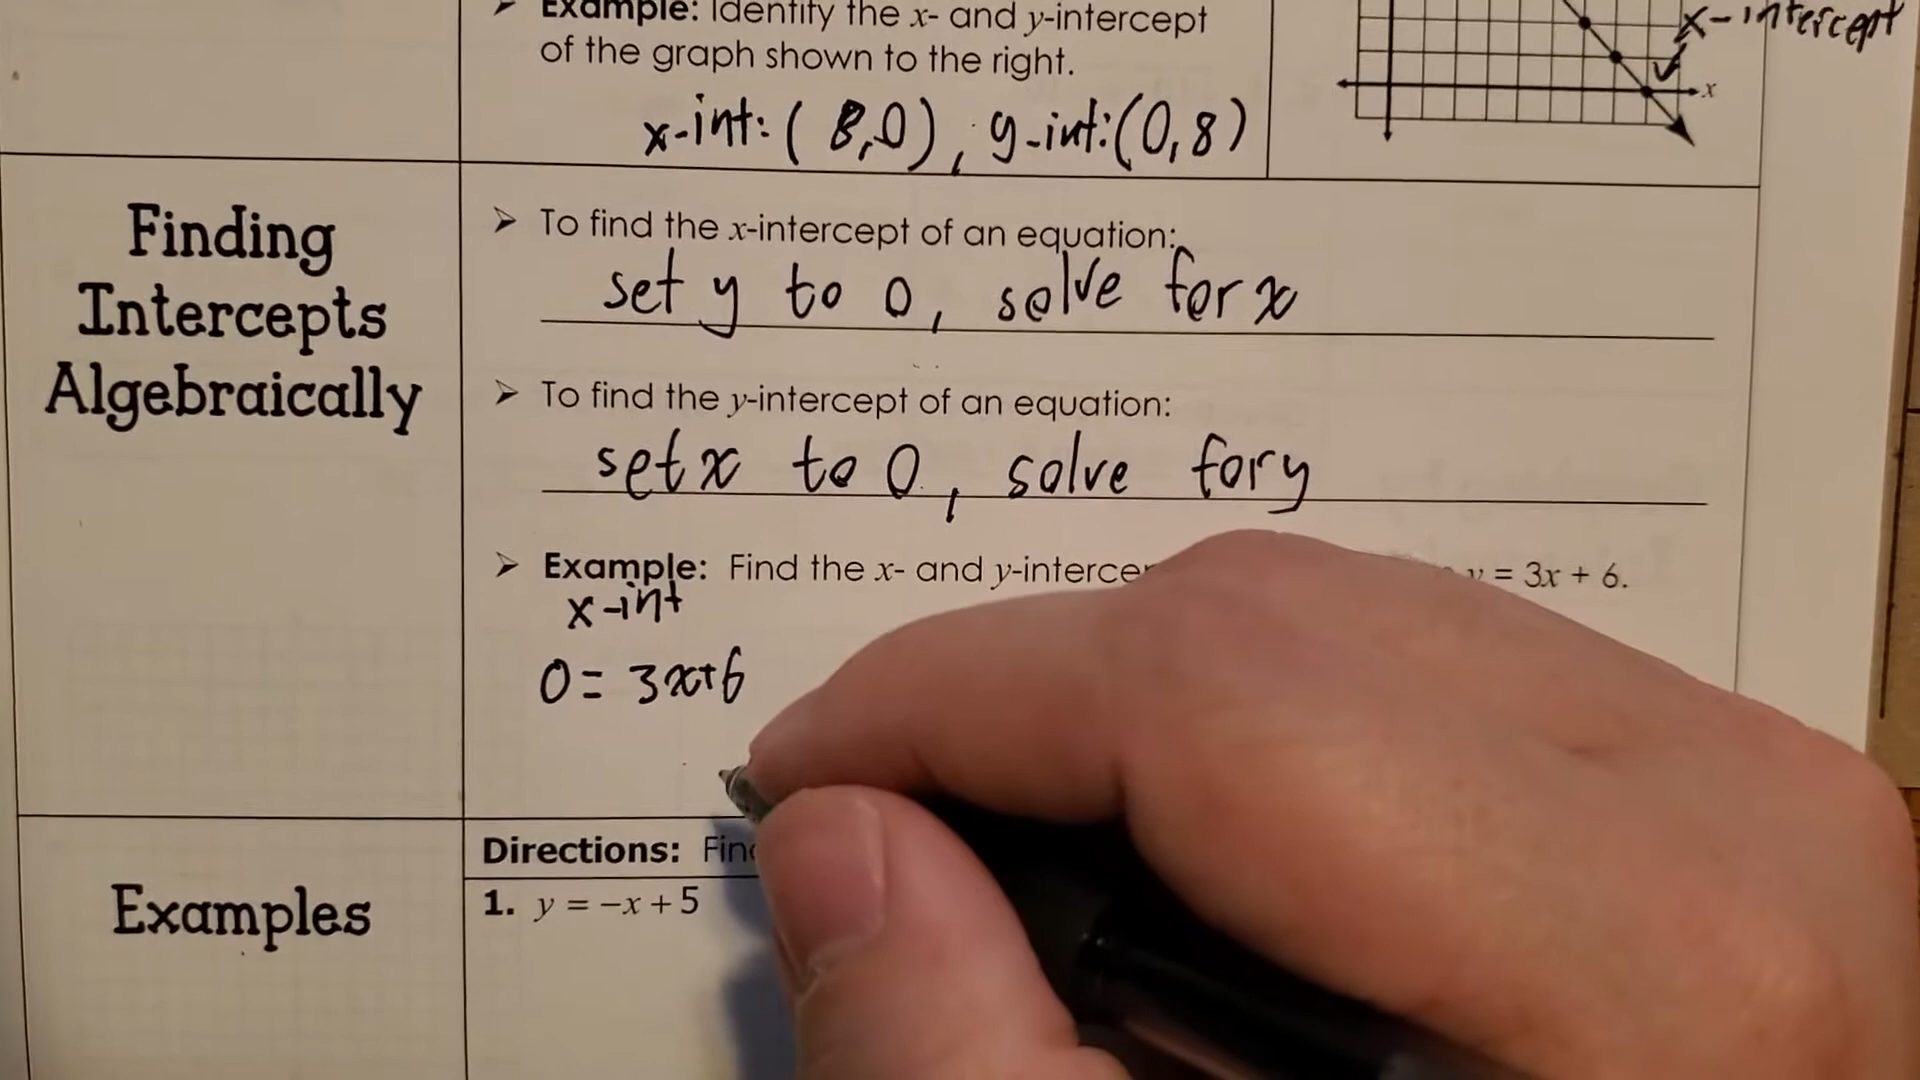 Example: Identify the x- and y-intercept
of the graph shown to the right.
x-int: (8,0), y-int: (0,8)
x-intercept
x
Finding
Intercepts
Algebraically
➢ To find the x-intercept of an equation:
set y to 0, solve for x
➢ To find the y-intercept of an equation:
set x to 0, solve for y
➢ Example: Find the x- and y-interce y = 3x + 6.
x-int
0 = 3x+6
Examples
Directions: Fin
1. y = −x + 5